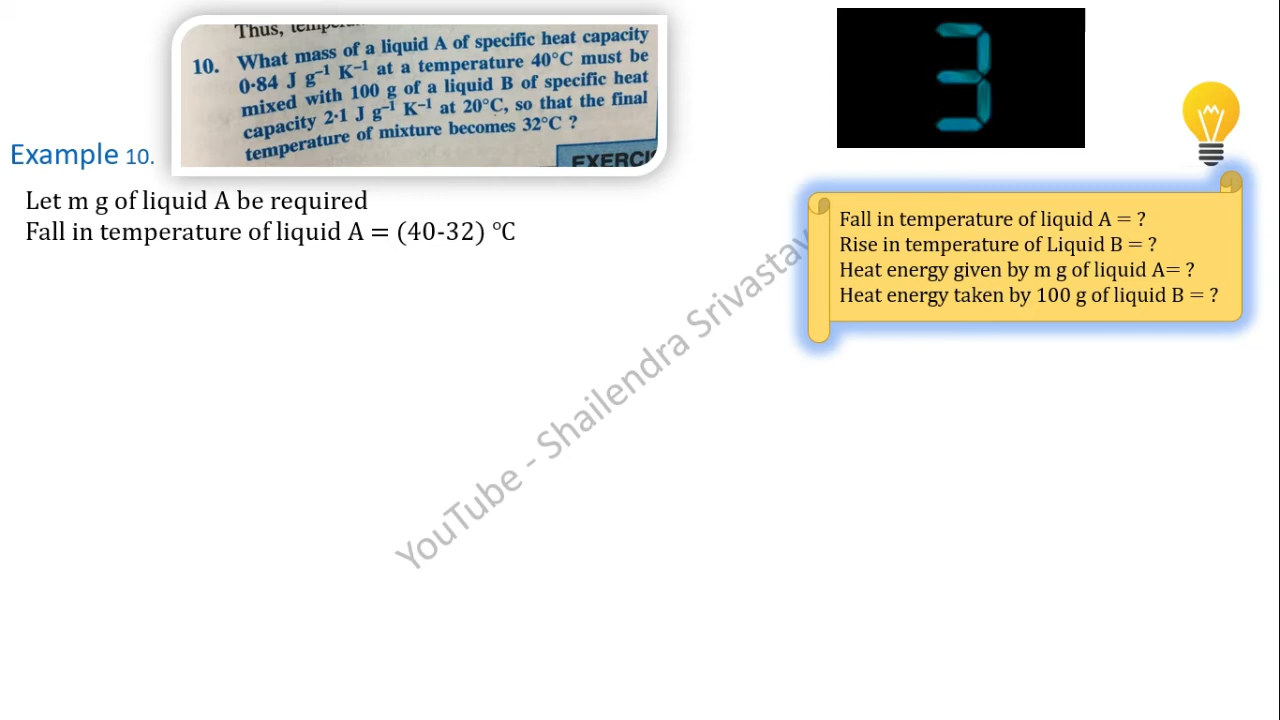 Thus,
10. What mass of a liquid A of specific heat capacity
0·84 J g⁻¹ K⁻¹ at a temperature 40°C must be
mixed with 100 g of a liquid B of specific heat
capacity 2·1 J g⁻¹ K⁻¹ at 20°C, so that the final
temperature of mixture becomes 32°C ?
EXERCI
3
Example 10.
Let m g of liquid A be required
Fall in temperature of liquid A = (40-32) °C
Fall in temperature of liquid A = ?
Rise in temperature of Liquid B = ?
Heat energy given by m g of liquid A= ?
Heat energy taken by 100 g of liquid B = ?
YouTube - Shailendra Srivastav